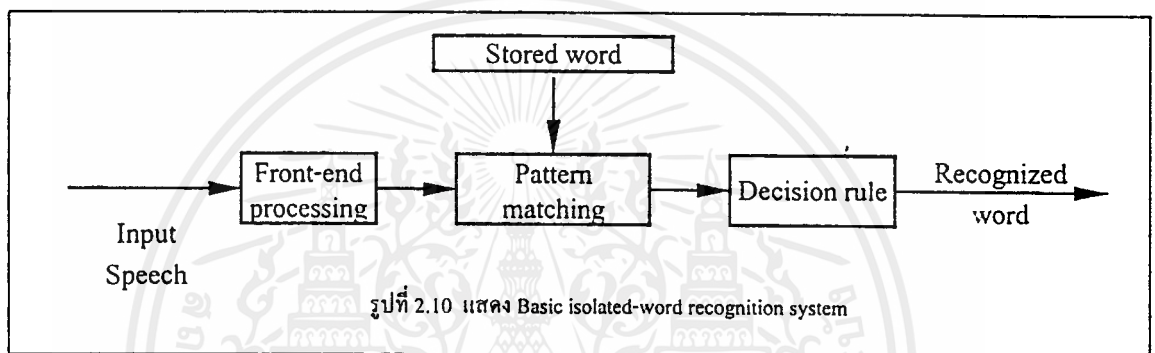 Stored word
Front-end
processing
Pattern
matching
Decision rule
Recognized
word
Input
Speech
รูปที่ 2.10 แสดง Basic isolated-word recognition system